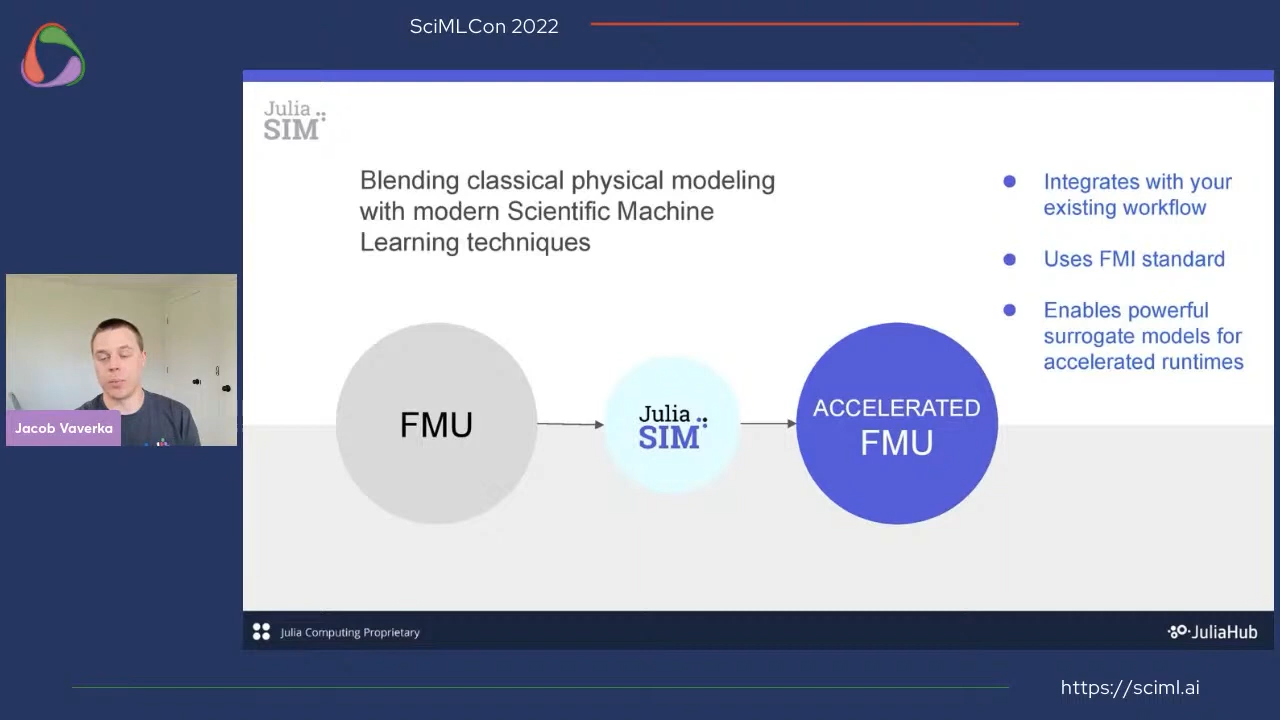 SciMLCon 2022
Julia
SIM
Blending classical physical modeling
with modern Scientific Machine
Learning techniques
Integrates with your
existing workflow
Uses FMI standard
Enables powerful
surrogate models for
accelerated runtimes
FMU
Julia
SIM
ACCELERATED
FMU
Jacob Vaverka
Julia Computing Proprietary
JuliaHub
https://sciml.ai